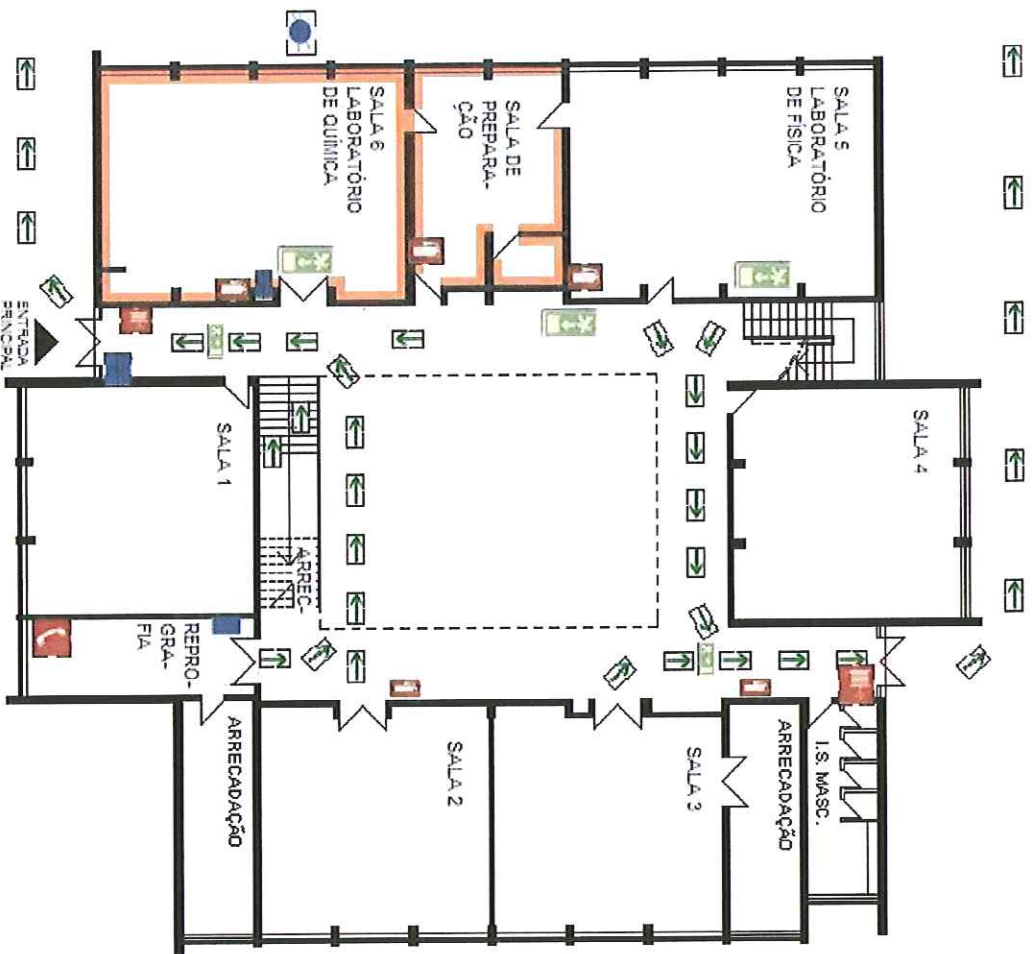 SALA 6
LABORATÓRIO
DE QUÍMICA
SALA DE
PREPARA-
ÇÃO
SALA 5
LABORATÓRIO
DE FÍSICA
ENTRADA
PRINCIPAL
SALA 1
SALA 4
ARREC-
REPRO-
GRA-
FIA
ARRECADAÇÃO
SALA 2
SALA 3
ARRECADAÇÃO
I.S. MASC.